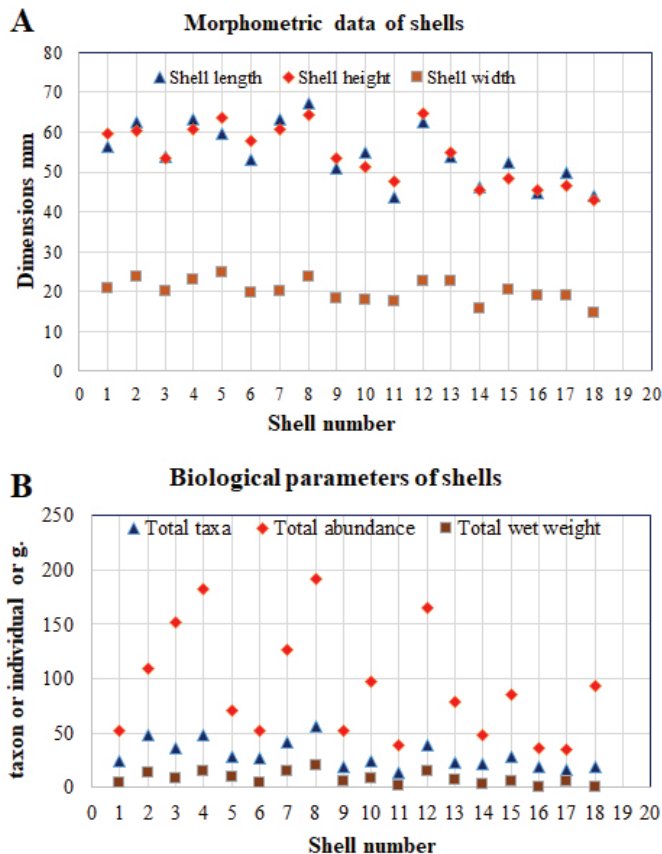 A
Morphometric data of shells
80
70
60
50
40
30
20
10
0
Dimensions mm
Shell length
Shell height
Shell width
0 1 2 3 4 5 6 7 8 9 10 11 12 13 14 15 16 17 18 19 20
Shell number
B
Biological parameters of shells
250
200
150
100
50
0
taxon or individual or g.
Total taxa
Total abundance
Total wet weight
0 1 2 3 4 5 6 7 8 9 10 11 12 13 14 15 16 17 18 19 20
Shell number